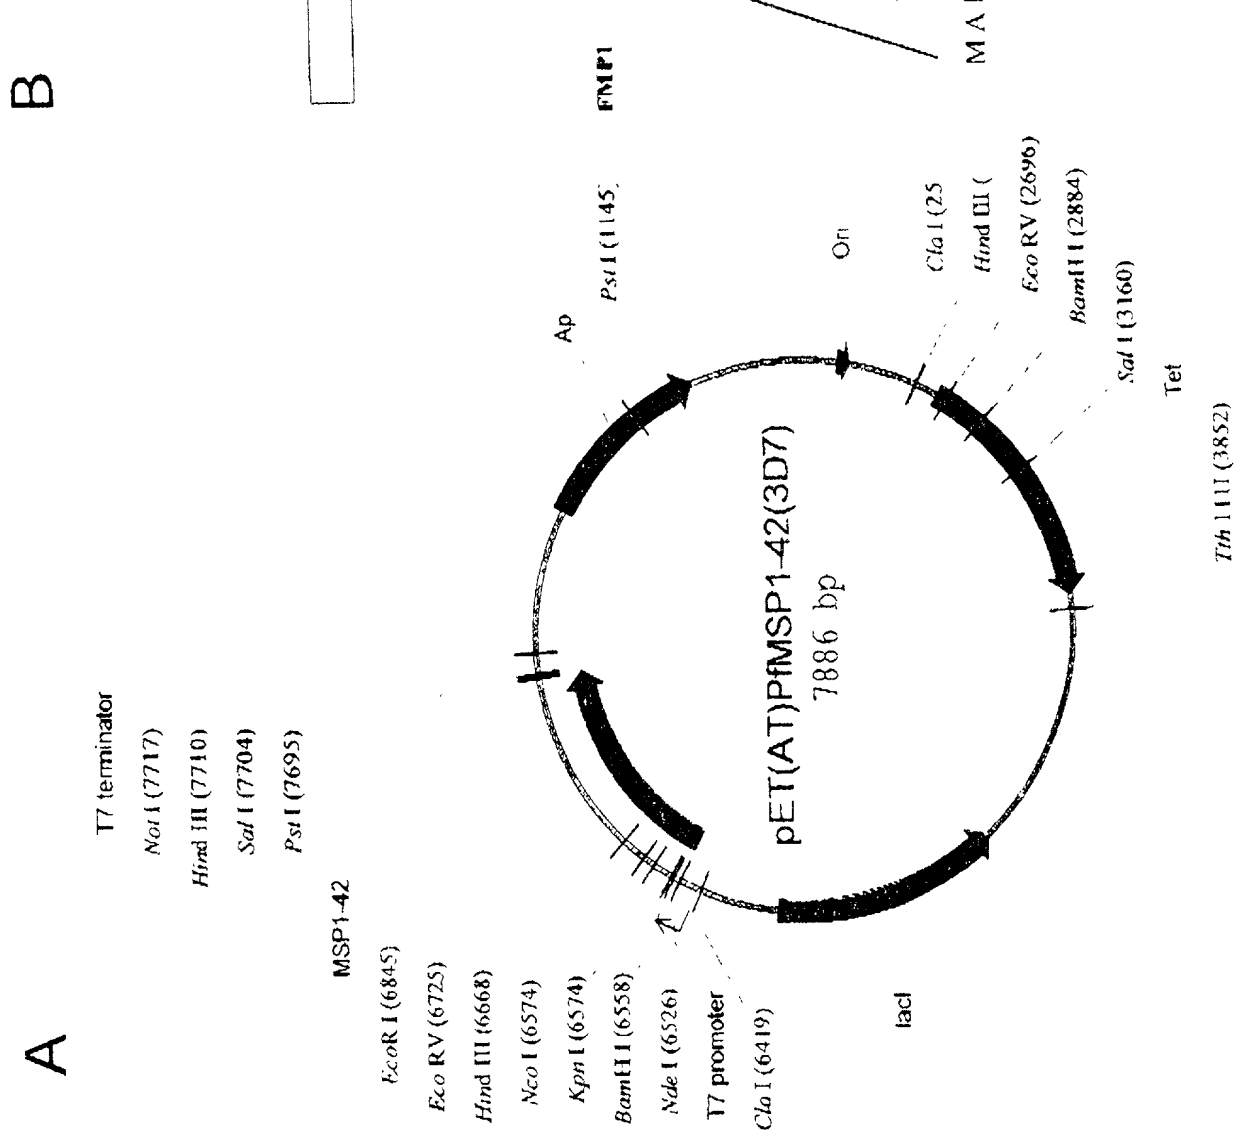 A
B
T7 terminator
Not I (7717)
Hind III (7710)
Sal I (7704)
Pst I (7695)
MSP1-42
EcoR I (6845)
Eco RV (6725)
Hind III (6668)
Nco I (6574)
Kpn I (6574)
BamH I (6558)
Nde I (6526)
T7 promoter
Cla I (6419)
lacI
pET(AT)PfMSP1-42(3D7)
7886 bp
Ap
Pst I (1145)
Ori
Cla I (25
Hind III (
Eco RV (2696)
BamH I (2884)
Sal I (3160)
Tet
Tth 111 I (3852)
FMP1
M A